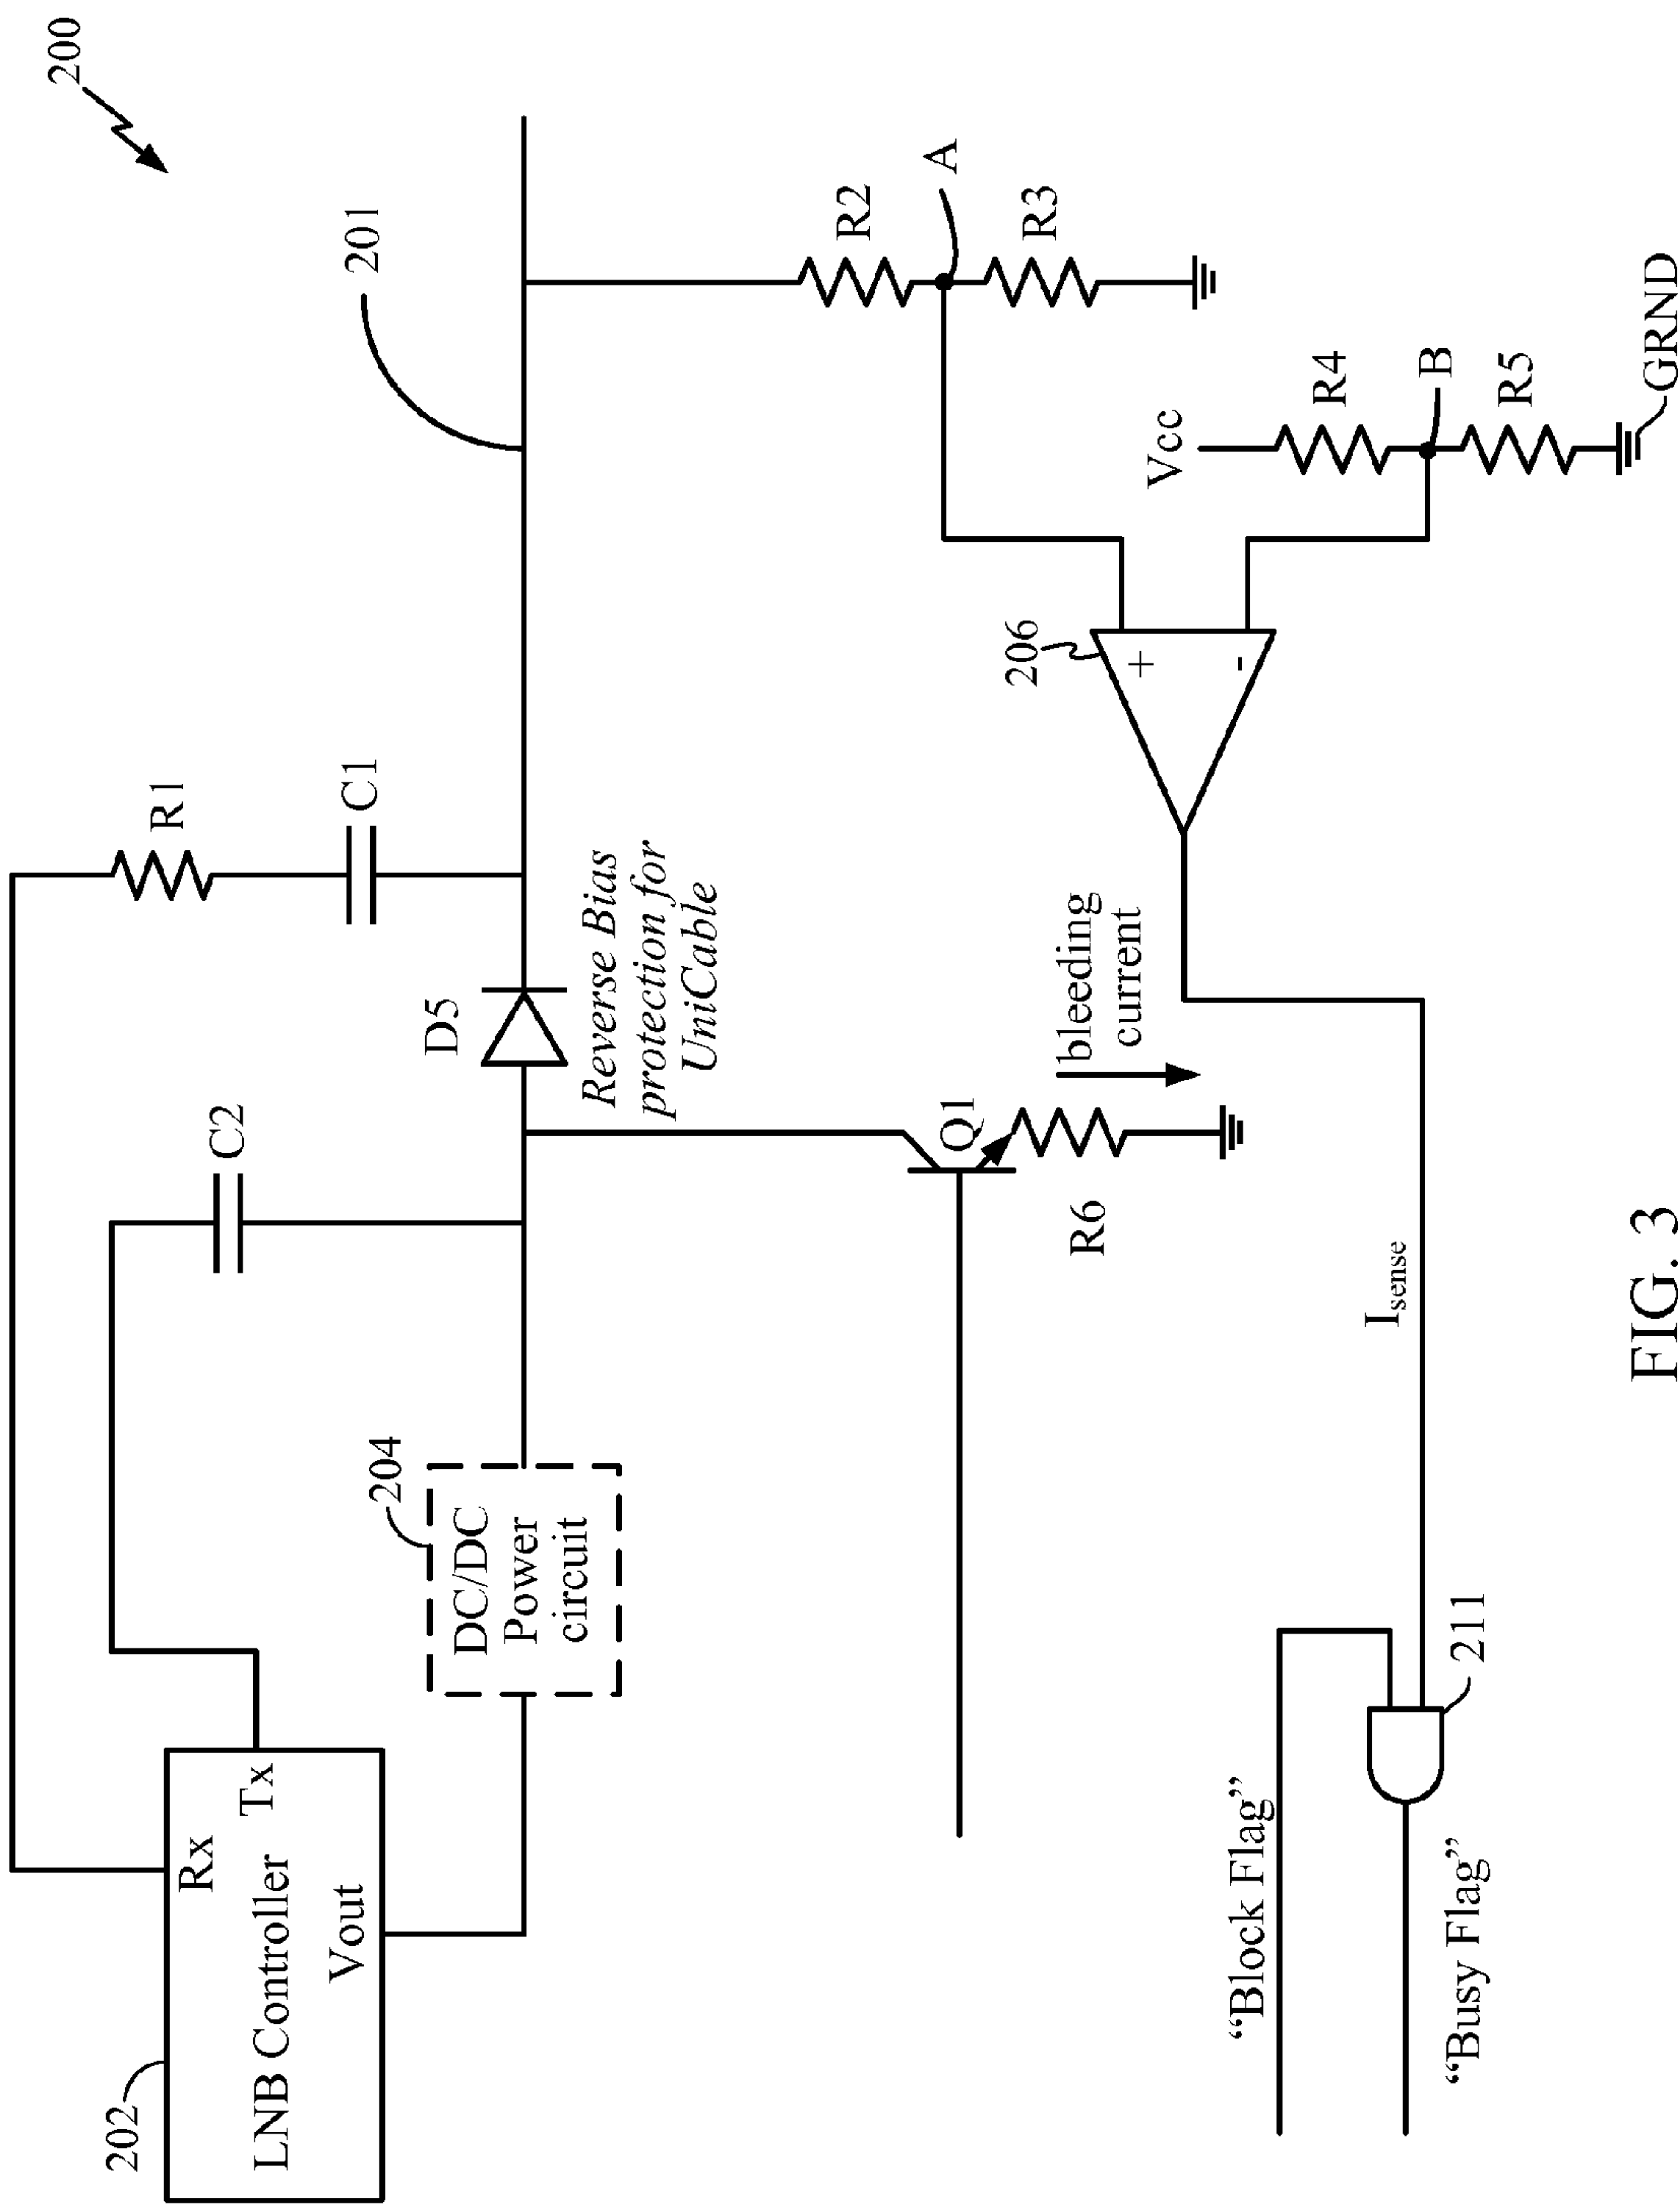 200
201
R1
C1
C2
D5
Reverse Bias
protection for
UniCable
202
Rx
Tx
LNB Controller
Vout
204
DC/DC
Power
circuit
R2
A
R3
Vcc
R4
B
R5
GRND
206
+
-
Q1
R6
bleeding
current
Isense
“Block Flag”
“Busy Flag”
211
FIG. 3